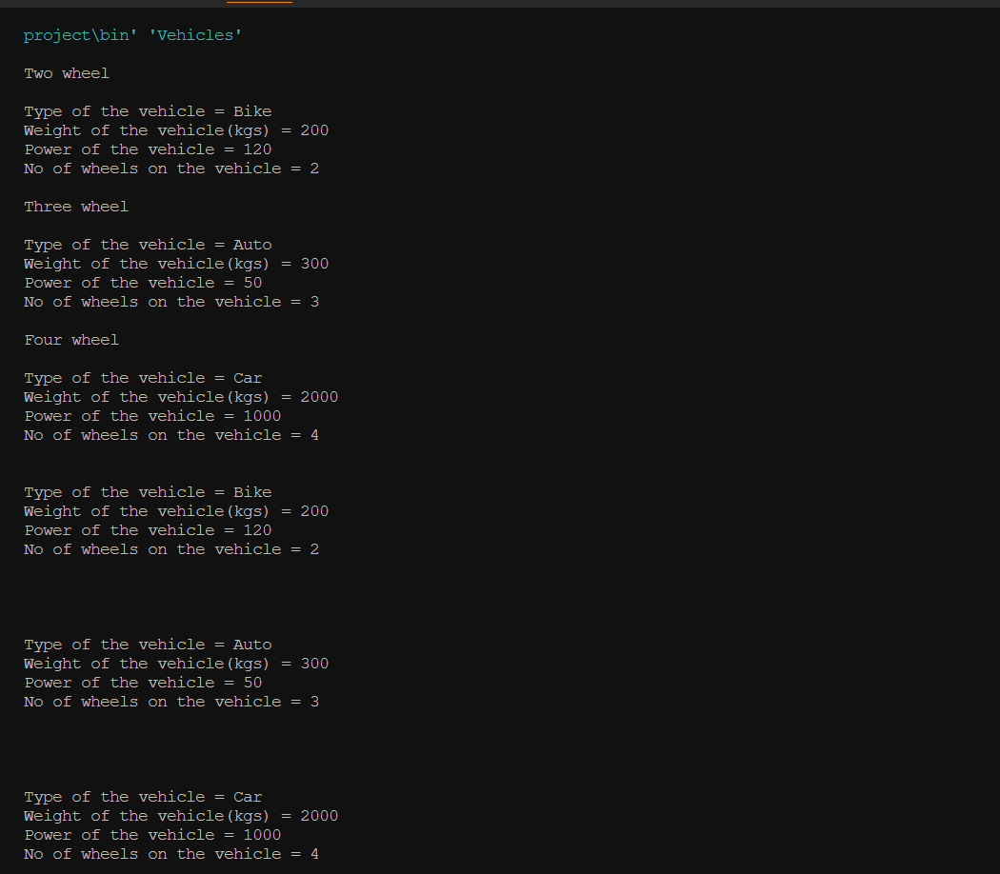 project\bin' 'Vehicles'
Two wheel
Type of the vehicle = Bike
Weight of the vehicle(kgs) = 200
Power of the vehicle = 120
No of wheels on the vehicle = 2
Three wheel
Type of the vehicle = Auto
Weight of the vehicle(kgs) = 300
Power of the vehicle = 50
No of wheels on the vehicle = 3
Four wheel
Type of the vehicle = Car
Weight of the vehicle(kgs) = 2000
Power of the vehicle = 1000
No of wheels on the vehicle = 4
Type of the vehicle = Bike
Weight of the vehicle(kgs) = 200
Power of the vehicle = 120
No of wheels on the vehicle = 2
Type of the vehicle = Auto
Weight of the vehicle(kgs) = 300
Power of the vehicle = 50
No of wheels on the vehicle = 3
Type of the vehicle = Car
Weight of the vehicle(kgs) = 2000
Power of the vehicle = 1000
No of wheels on the vehicle = 4